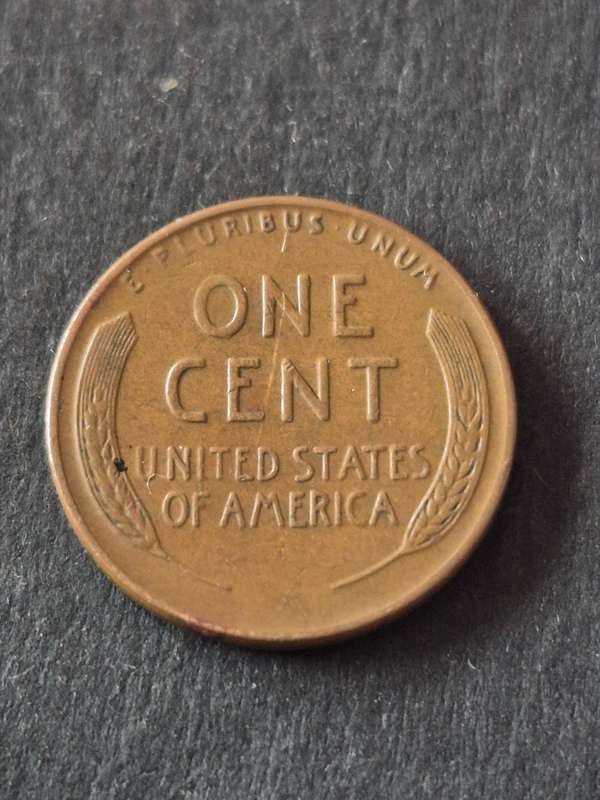 E·PLURIBUS·UNUM
ONE
CENT
UNITED STATES
OF AMERICA